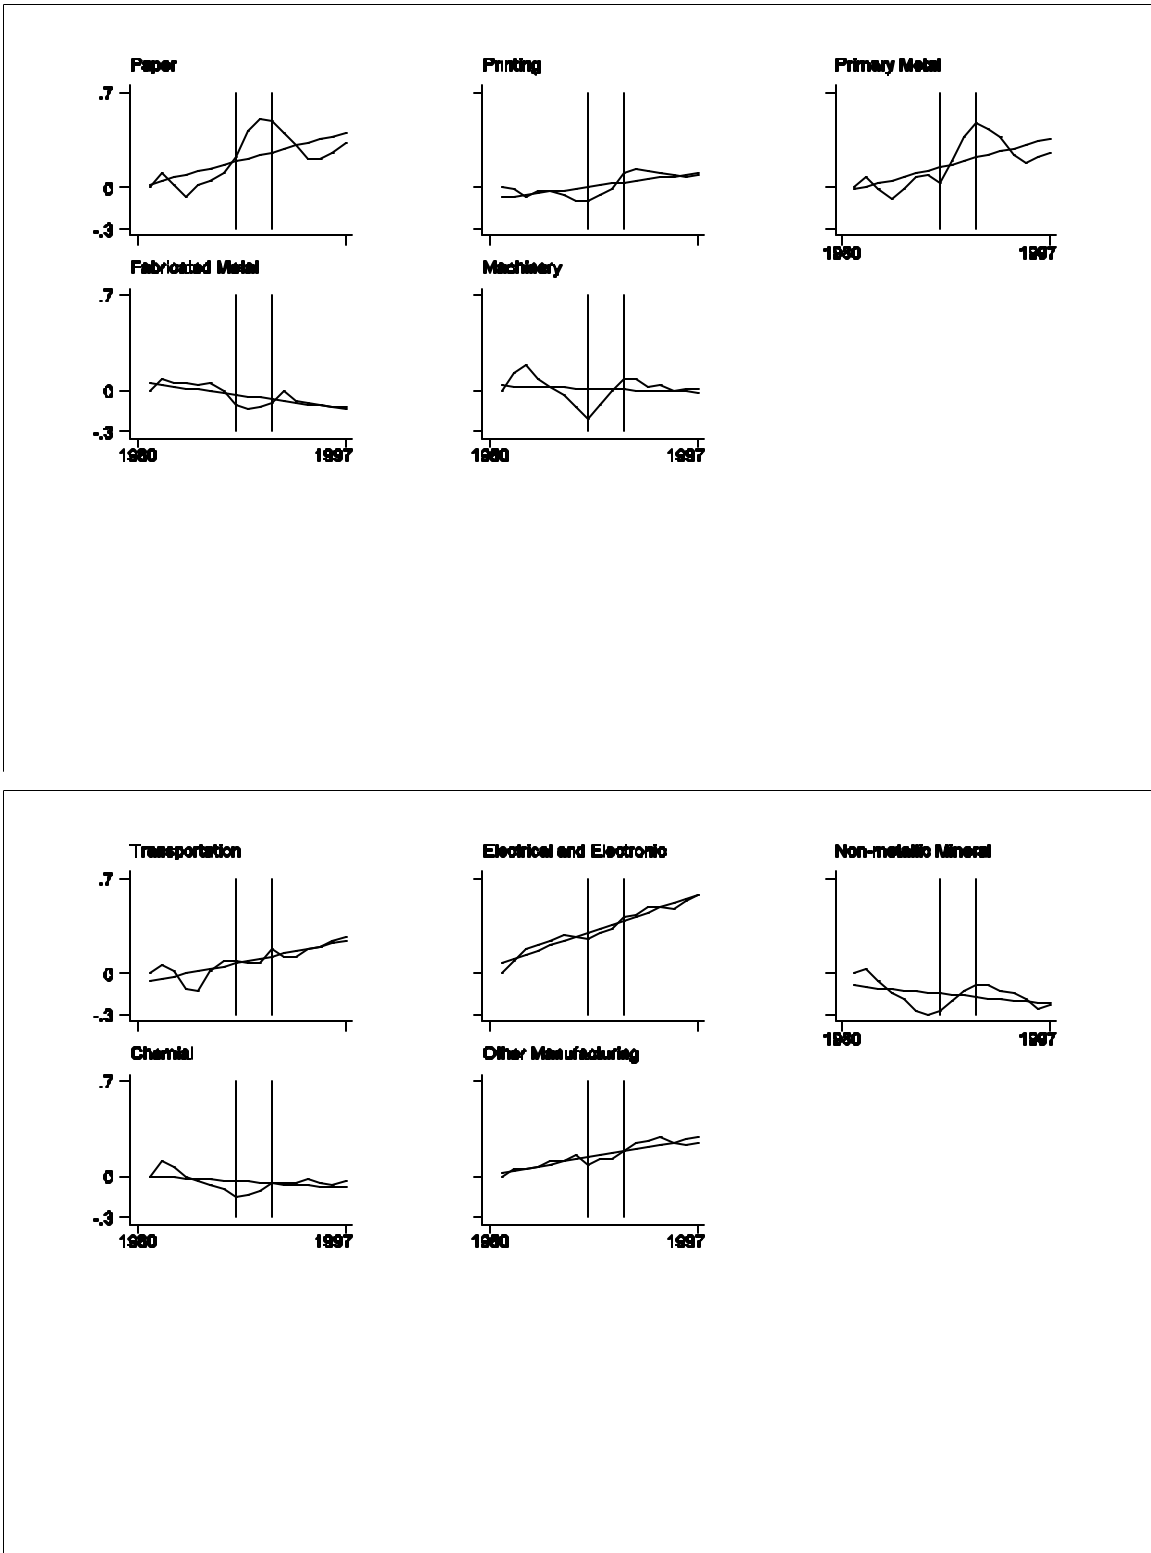 Paper Printing Primary Metal
.7
0
-.3
1980 1997
Fabricated Metal Machinery
.7
0
-.3
1980 1997 1980 1997
Transportation Electrical and Electronic Non-metallic Mineral
.7
0
-.3
1980 1997
Chemial Other Manufacturing
.7
0
-.3
1980 1997 1980 1997